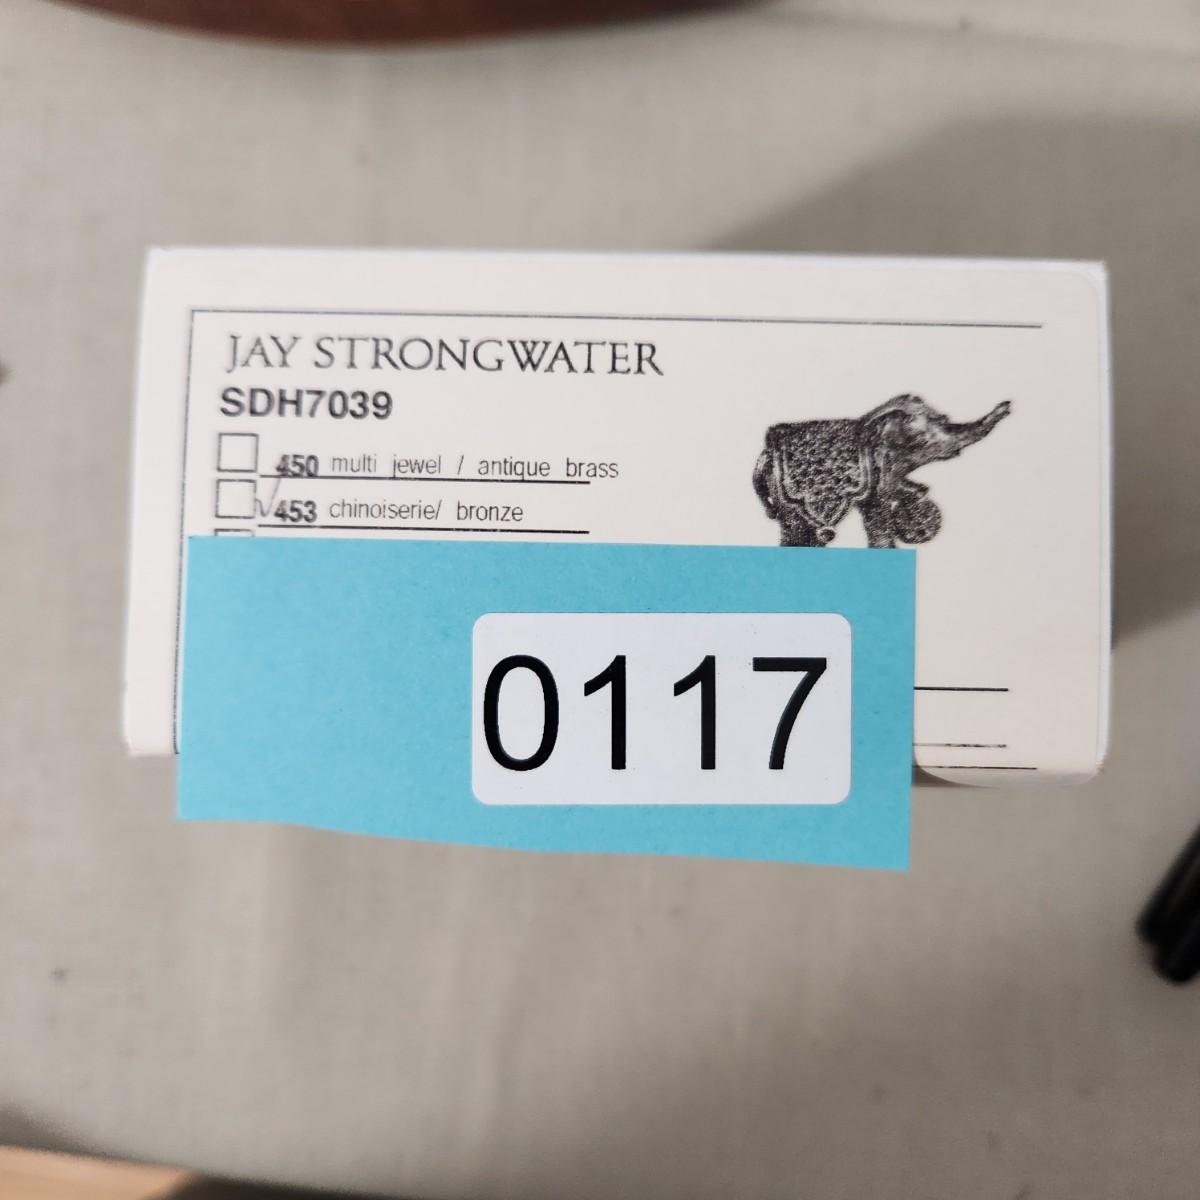 JAY STRONGWATER
SDH7039
450 multi jewel / antique brass
453 chinoiserie/ bronze
0117